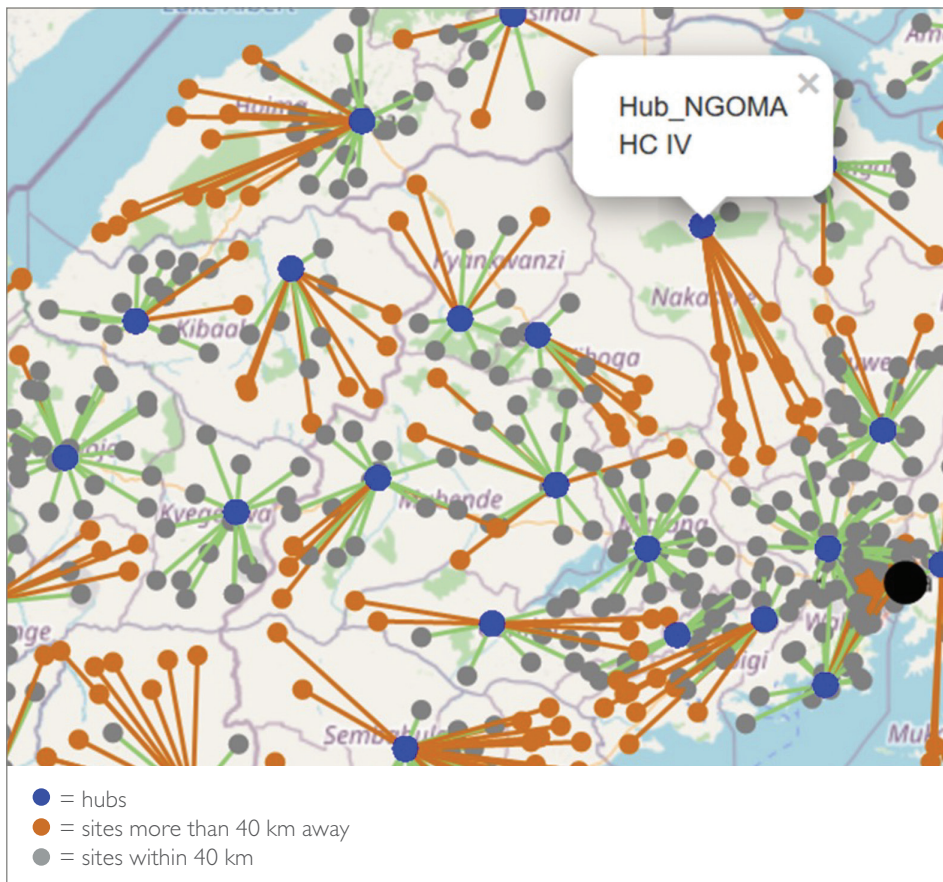 Hoima
Hub_NGOMA
HC IV
×
Kyankwanzi
Nakaseke
Kibaale
Kiboga
Mubende
Kyegegwa
Mityana
Sembabule
= hubs
= sites more than 40 km away
= sites within 40 km